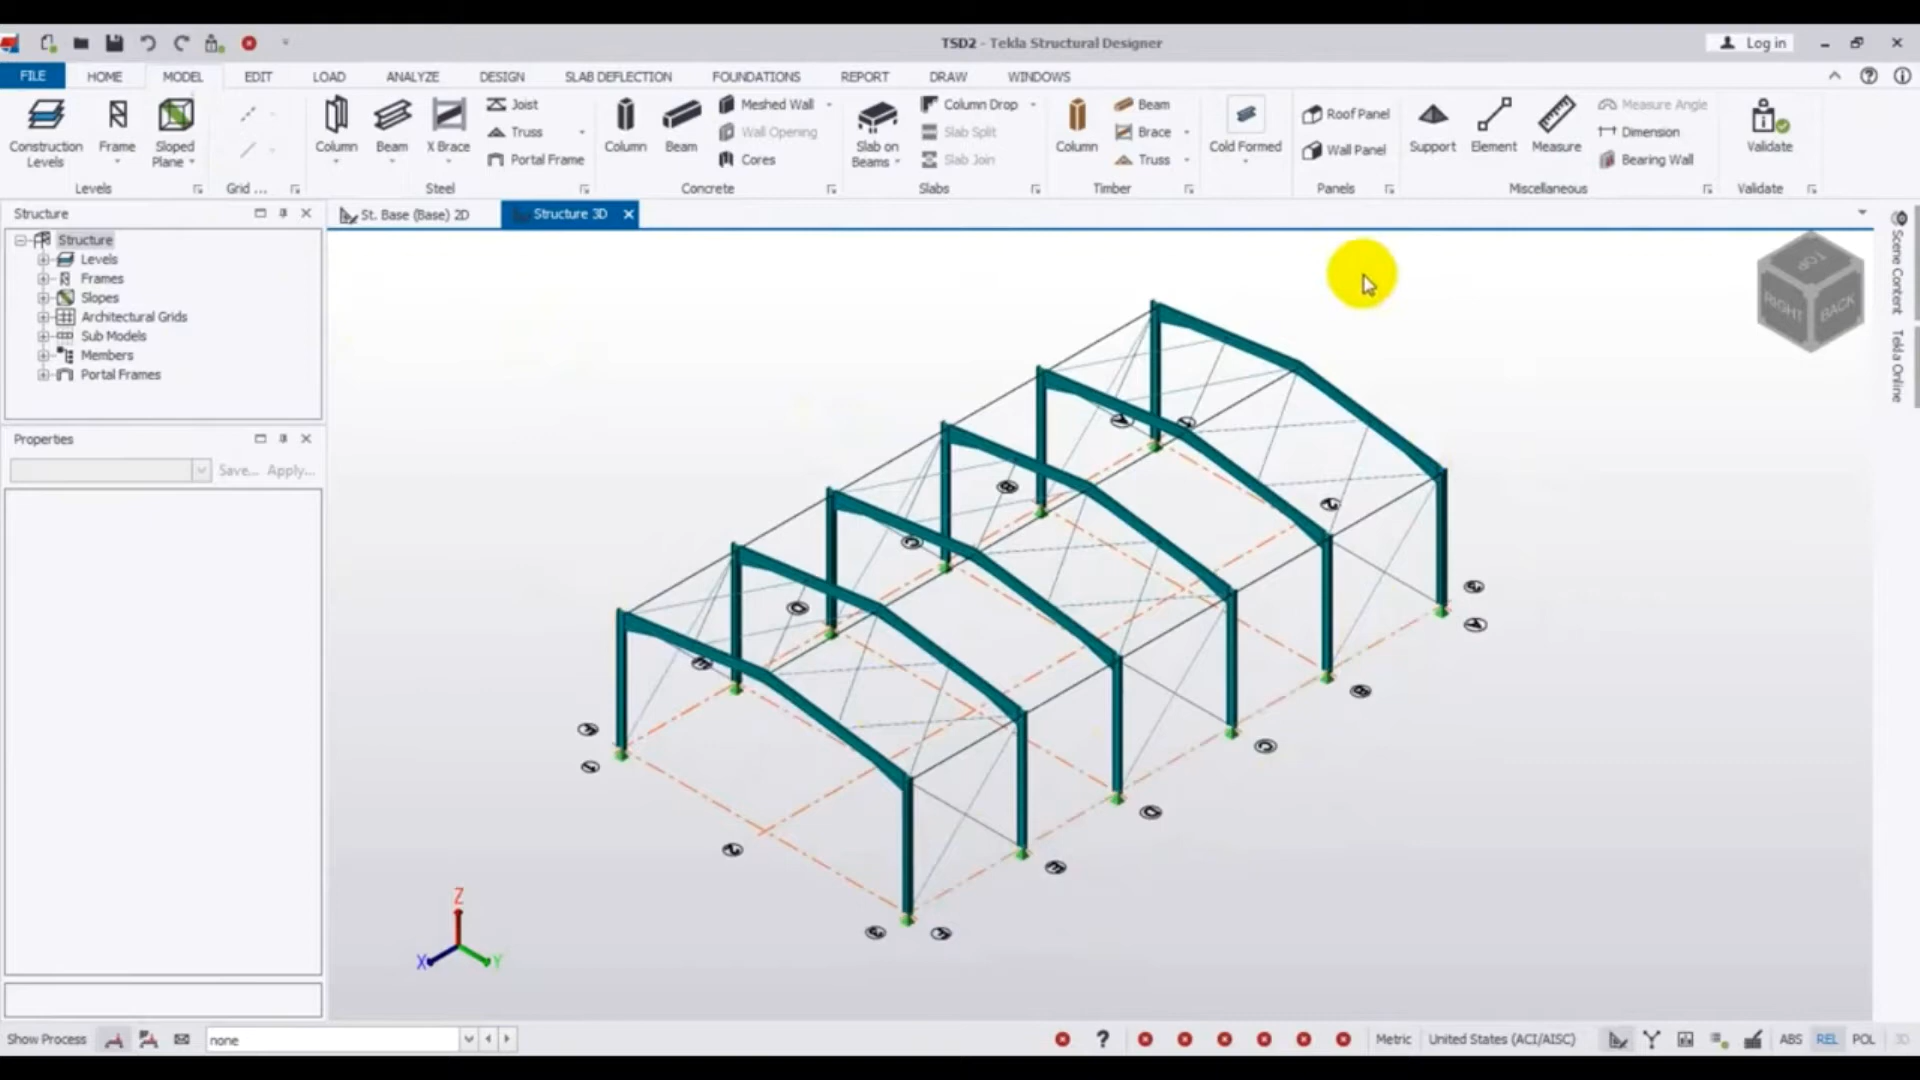 TSD2 - Tekla Structural Designer
Log in
FILE HOME MODEL EDIT LOAD ANALYZE DESIGN SLAB DEFLECTION FOUNDATIONS REPORT DRAW WINDOWS
Construction Levels
Frame
Sloped Plane
Levels
Grid ...
Column
Beam
X Brace
Joist
Truss
Portal Frame
Steel
Column
Beam
Meshed Wall
Wall Opening
Cores
Concrete
Slab on Beams
Column Drop
Slab Split
Slab Join
Slabs
Column
Beam
Brace
Truss
Timber
Cold Formed
Roof Panel
Wall Panel
Panels
Support
Element
Measure
Measure Angle
Dimension
Bearing Wall
Miscellaneous
Validate
Validate
Structure
St. Base (Base) 2D
Structure 3D
Structure
Levels
Frames
Slopes
Architectural Grids
Sub Models
Members
Portal Frames
Properties
Save... Apply...
TOP
RIGHT
BACK
Scene Content
Tekla Online
Z
X
Y
Show Process
none
Metric
United States (ACI/AISC)
ABS
REL
POL
3D